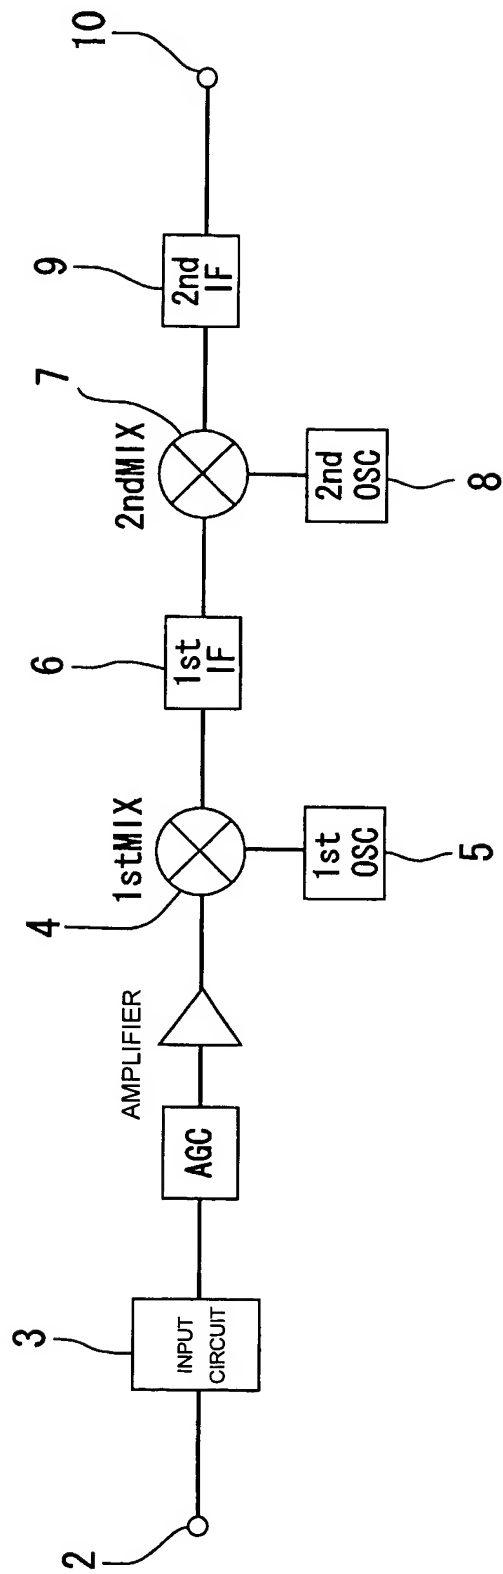 2
3
INPUT
CIRCUIT
AGC
AMPLIFIER
4
1stMIX
1st
OSC
5
6
1st
IF
7
2ndMIX
2nd
OSC
8
9
2nd
IF
10